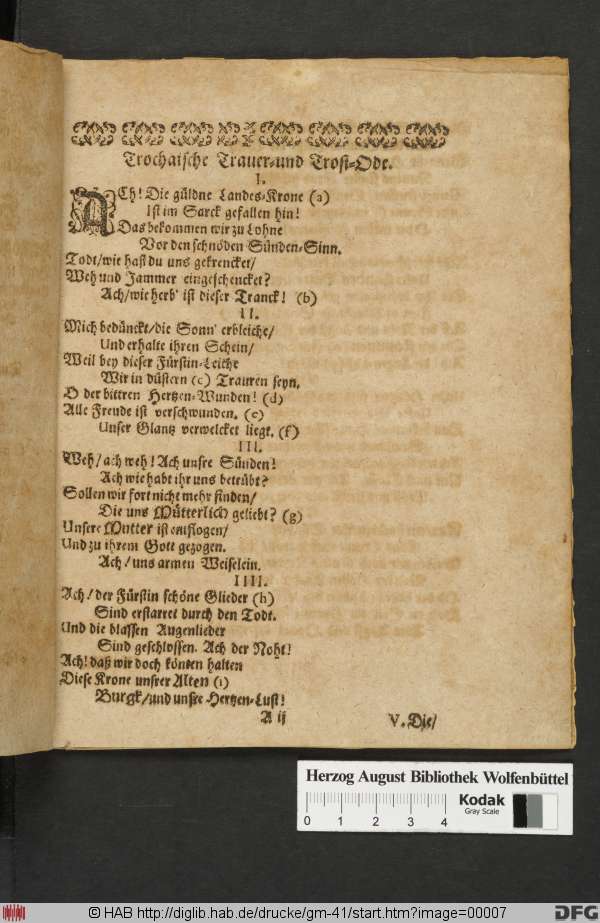 Trochaische Trauer-und Trost-Ode.
I.
ACh! Die güldne Landes-Krone (a)
Ist im Sarck gefallen hin!
Das bekommen wir zu Lohne
Vor den schnöden Sünden-Sinn.
Todt/wie hast du uns gekrencket/
Weh und Jammer eingeschencket?
Ach/wie herb' ist dieser Tranck! (b)
II.
Mich bedünckt/die Sonn' erbleiche/
Und erhalte ihren Schein/
Weil bey dieser Fürstin-Leiche
Wir in düstern (c) Trauren seyn.
O der bittren Hertzen-Wunden! (d)
Alle Freude ist verschwunden. (e)
Unser Glantz verwelcket liegt. (f)
III.
Weh/ach weh! Ach unsre Sünden!
Ach wie habt ihr uns betrübt?
Sollen wir fort nicht mehr finden/
Die uns Mütterlich geliebt? (g)
Unsere Mutter ist entflogen/
Und zu ihrem Gott gezogen.
Ach/uns armen Weiselein.
IIII.
Ach/der Fürstin schöne Glieder (h)
Sind erstarret durch den Todt.
Und die blassen Augenlieder
Sind geschlossen. Ach der Noht!
Ach! daß wir doch könten halten
Diese Krone unsrer Alten (i)
Burgk/und unsre Hertzen-Lust!
A ij
V. Die/
Herzog August Bibliothek Wolfenbüttel
0 1 2 3 4
Kodak
Gray Scale
© HAB http://diglib.hab.de/drucke/gm-41/start.htm?image=00007
DFG